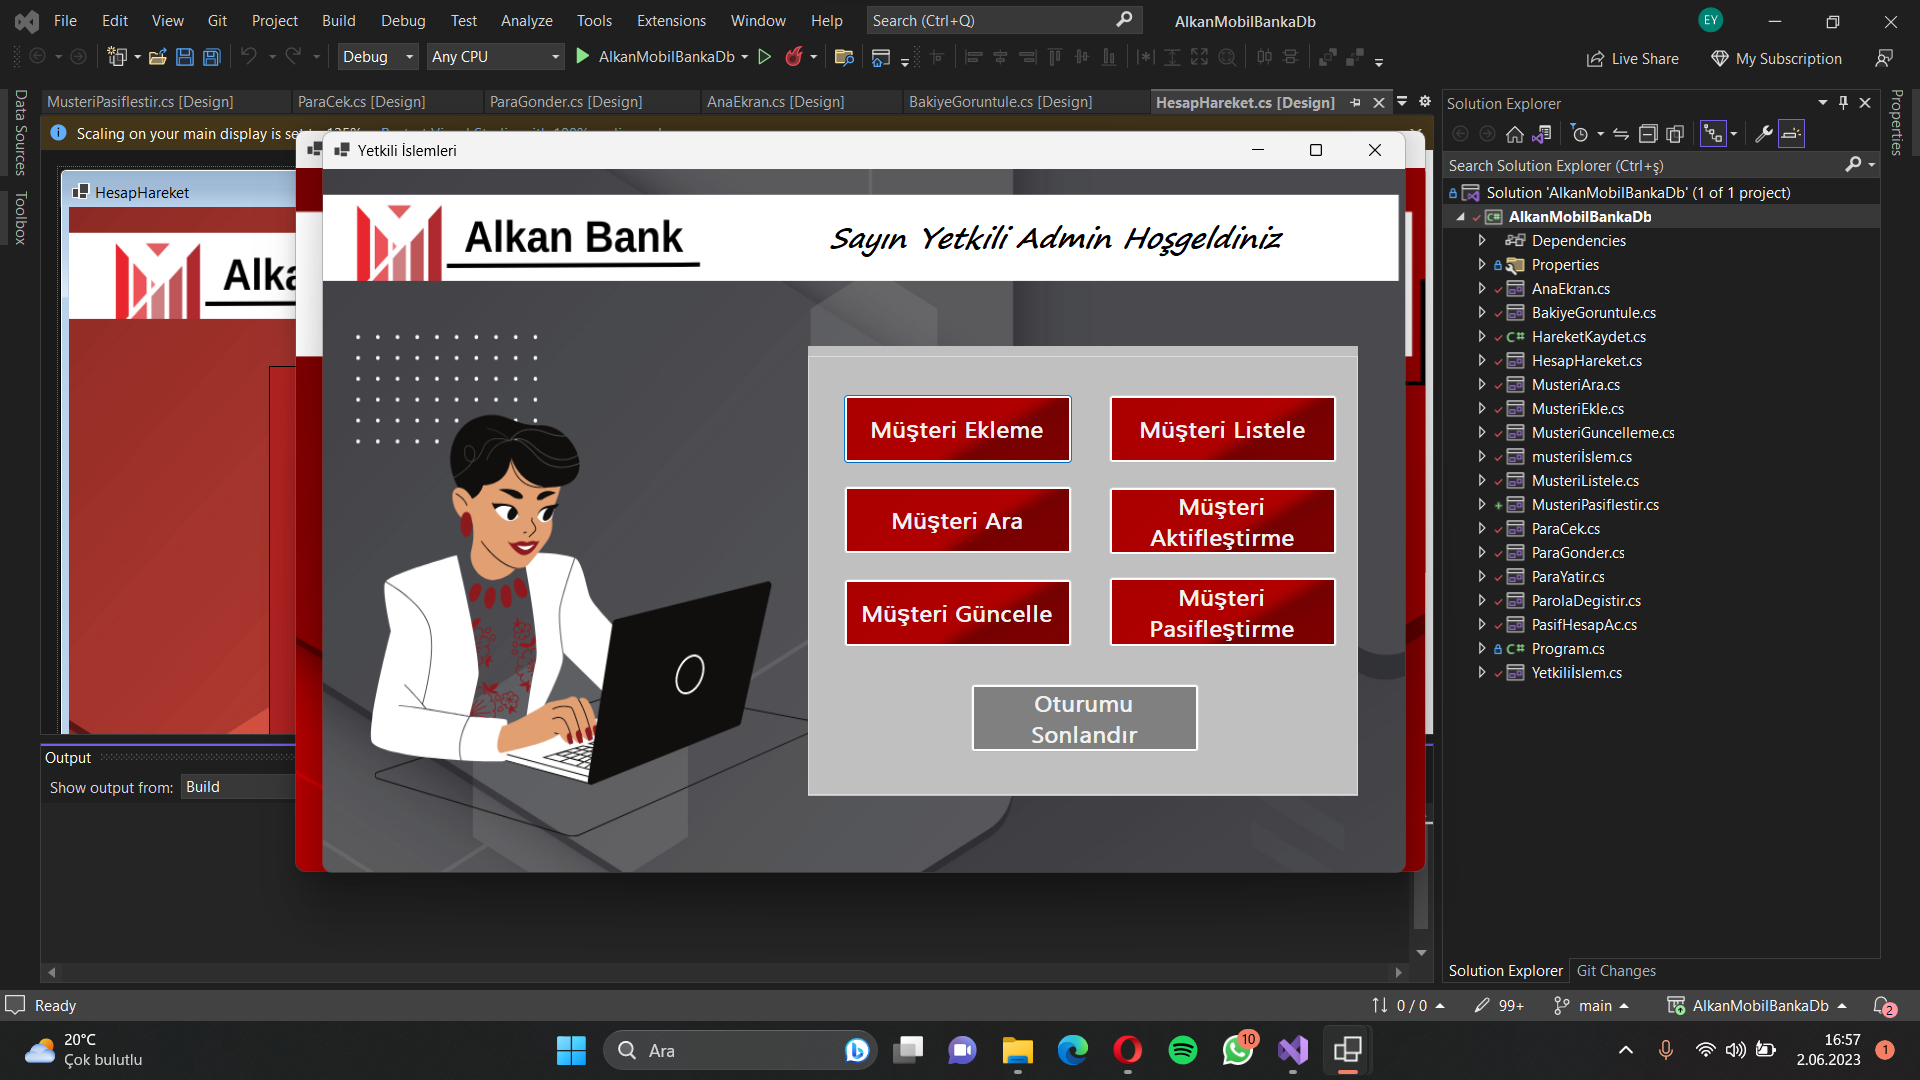 File Edit View Git Project Build Debug Test Analyze Tools Extensions Window Help Search (Ctrl+Q) AlkanMobilBankaDb EY
Debug Any CPU AlkanMobilBankaDb Live Share My Subscription
MusteriPasiflestir.cs [Design] ParaCek.cs [Design] ParaGonder.cs [Design] AnaEkran.cs [Design] BakiyeGoruntule.cs [Design] HesapHareket.cs [Design]
Data Sources
Toolbox
Scaling on your main display is set
HesapHareket
Alka
Yetkili İslemleri
Alkan Bank
Sayın Yetkili Admin Hoşgeldiniz
Müşteri Ekleme
Müşteri Listele
Müşteri Ara
Müşteri
Aktifleştirme
Müşteri Güncelle
Müşteri
Pasifleştirme
Oturumu
Sonlandır
Output
Show output from: Build
Solution Explorer
Properties
Search Solution Explorer (Ctrl+ş)
Solution 'AlkanMobilBankaDb' (1 of 1 project)
AlkanMobilBankaDb
Dependencies
Properties
AnaEkran.cs
BakiyeGoruntule.cs
C# HareketKaydet.cs
HesapHareket.cs
MusteriAra.cs
MusteriEkle.cs
MusteriGuncelleme.cs
musteriİslem.cs
MusteriListele.cs
MusteriPasiflestir.cs
ParaCek.cs
ParaGonder.cs
ParaYatir.cs
ParolaDegistir.cs
PasifHesapAc.cs
C# Program.cs
Yetkiliİslem.cs
Solution Explorer Git Changes
Ready 0 / 0 99+ main AlkanMobilBankaDb 2
20°C
Çok bulutlu
Ara
10
16:57
2.06.2023
1